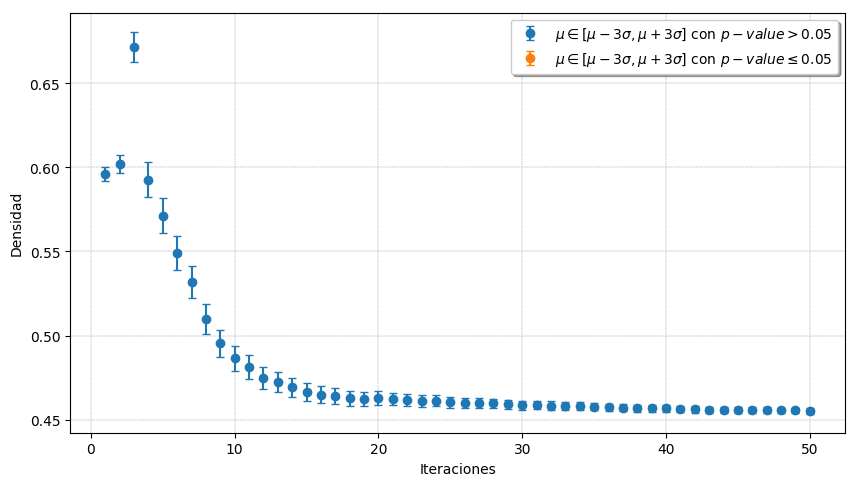 μ ∈ [μ − 3σ, μ + 3σ] con p − value > 0.05
μ ∈ [μ − 3σ, μ + 3σ] con p − value ≤ 0.05
0.65
0.60
0.55
0.50
0.45
Densidad
0 10 20 30 40 50
Iteraciones